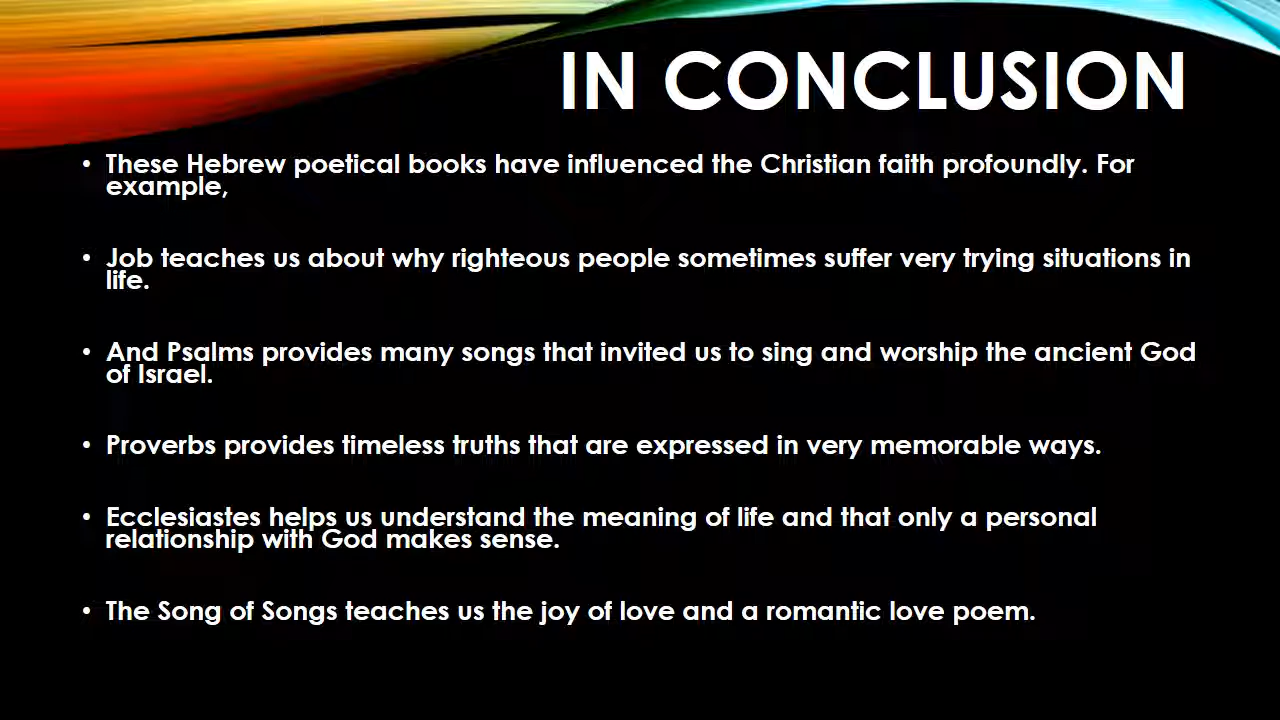 IN CONCLUSION
• These Hebrew poetical books have influenced the Christian faith profoundly. For
example,
• Job teaches us about why righteous people sometimes suffer very trying situations in
life.
• And Psalms provides many songs that invited us to sing and worship the ancient God
of Israel.
• Proverbs provides timeless truths that are expressed in very memorable ways.
• Ecclesiastes helps us understand the meaning of life and that only a personal
relationship with God makes sense.
• The Song of Songs teaches us the joy of love and a romantic love poem.